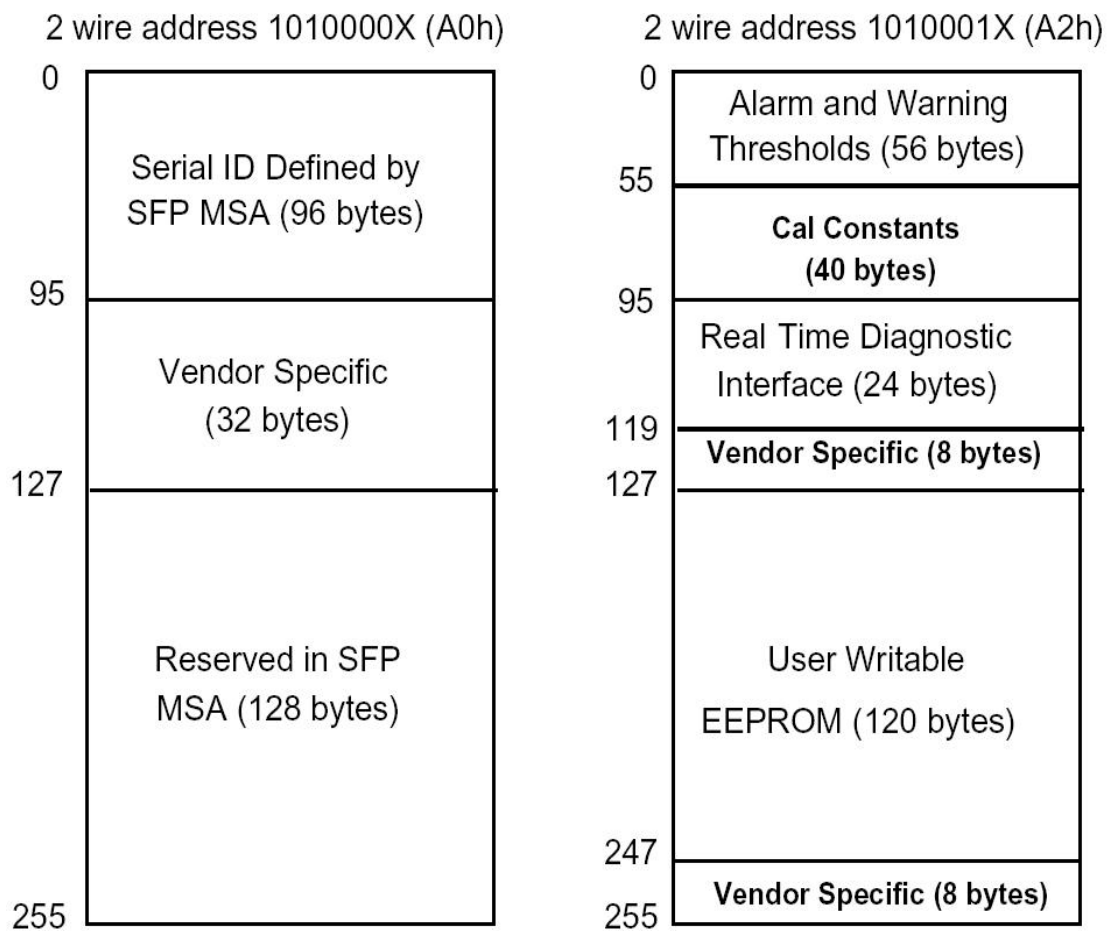 2 wire address 1010000X (A0h)
0
Serial ID Defined by
SFP MSA (96 bytes)
95
Vendor Specific
(32 bytes)
127
Reserved in SFP
MSA (128 bytes)
255
2 wire address 1010001X (A2h)
0
Alarm and Warning
Thresholds (56 bytes)
55
Cal Constants
(40 bytes)
95
Real Time Diagnostic
Interface (24 bytes)
119
Vendor Specific (8 bytes)
127
User Writable
EEPROM (120 bytes)
247
Vendor Specific (8 bytes)
255